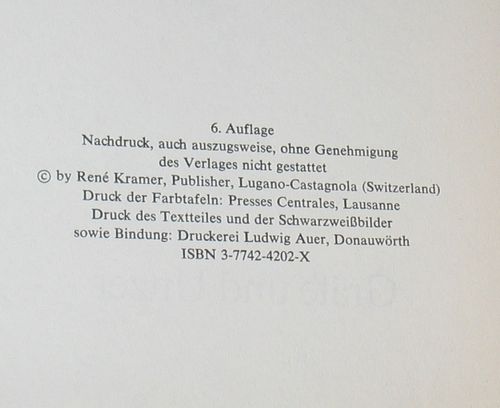 6. Auflage
Nachdruck, auch auszugsweise, ohne Genehmigung
des Verlages nicht gestattet
© by René Kramer, Publisher, Lugano-Castagnola (Switzerland)
Druck der Farbtafeln: Presses Centrales, Lausanne
Druck des Textteiles und der Schwarzweißbilder
sowie Bindung: Druckerei Ludwig Auer, Donauwörth
ISBN 3-7742-4202-X